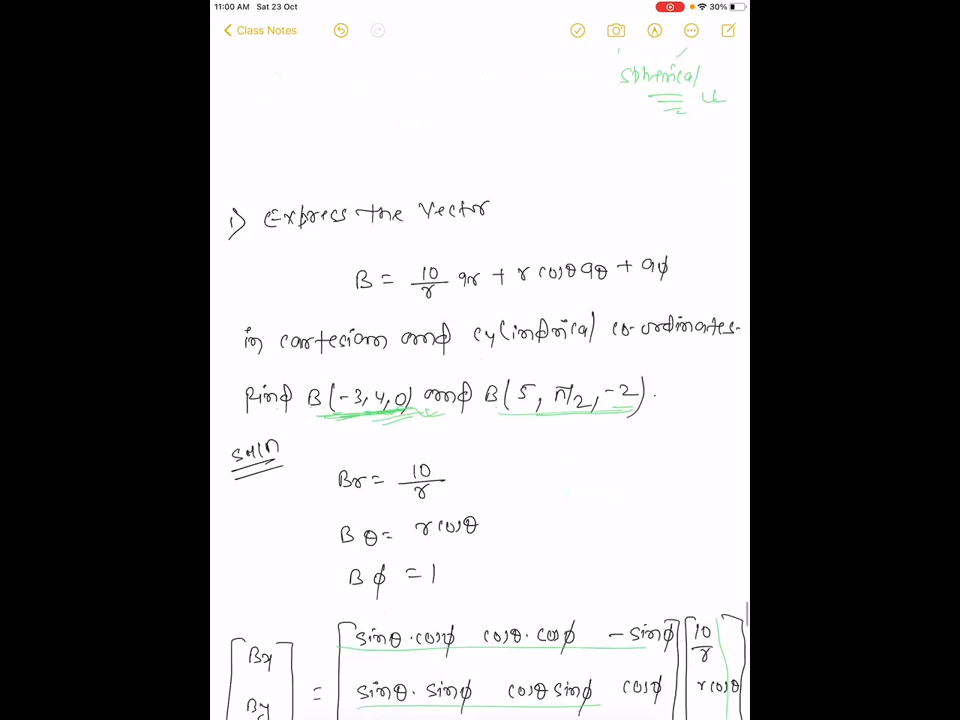 11:00 AM Sat 23 Oct
30%
Class Notes
spherical
1) Express the vector
B = 10/r ar + r cosθ aθ + aϕ
in cartesian and cylindrical co-ordinates.
Find B(-3,4,0) and B(5, π/2, -2).
Soln
Br = 10/r
Bθ = r cosθ
Bϕ = 1
[Bx] [sinθ·cosϕ cosθ·cosϕ -sinϕ] [10/r]
[By] = [sinθ·sinϕ cosθ sinϕ cosϕ] [r cosθ]